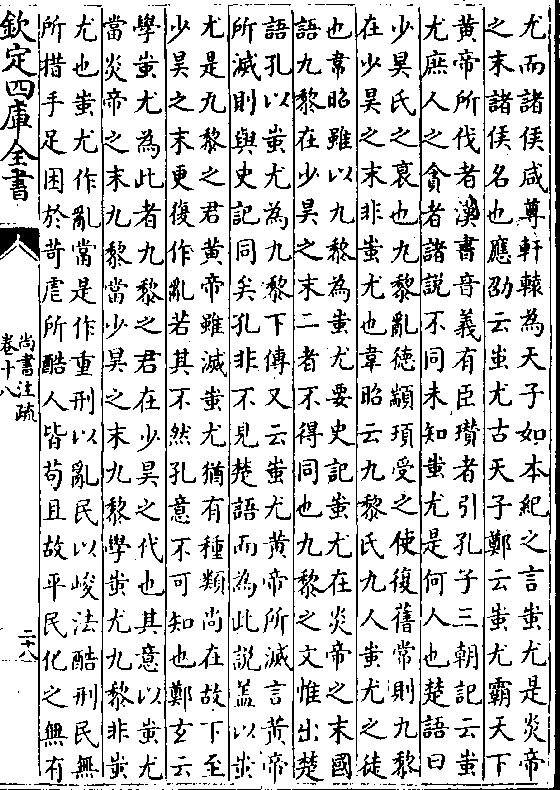 尤而諸侯咸尊軒轅為天子如本紀之言蚩尤是炎帝
之末諸侯名也應劭云蚩尤古天子鄭云蚩尤霸天下
黄帝所伐者漢書音義有臣瓚者引孔子三朝記云蚩
尤庶人之貪者諸說不同未知蚩尤是何人也楚語曰
少昊氏之衰也九黎亂德顓頊受之使復舊常則九黎
在少昊之末非蚩尤也韋昭云九黎氏九人蚩尤之徒
也韋昭雖以九黎為蚩尤要史記蚩尤在炎帝之末國
語九黎在少昊之末二者不得同也九黎之文惟出楚
語孔以蚩尤為九黎下傳又云蚩尤黄帝所滅言黄帝
所滅則與史記同矣孔非不見楚語而為此說蓋以蚩
尤是九黎之君黄帝雖滅蚩尤猶有種類尚在故下至
少昊之末更復作亂若其不然孔意不可知也鄭玄云
學蚩尤為此者九黎之君在少昊之代也其意以蚩尤
當炎帝之末九黎當少昊之末九黎學蚩尤九黎非蚩
尤也蚩尤作亂當是作重刑以亂民以峻法酷刑民無
所措手足困於苛虐所酷人皆苟且故平民化之無有
欽定四庫全書
尚書注疏
卷十八
二十八